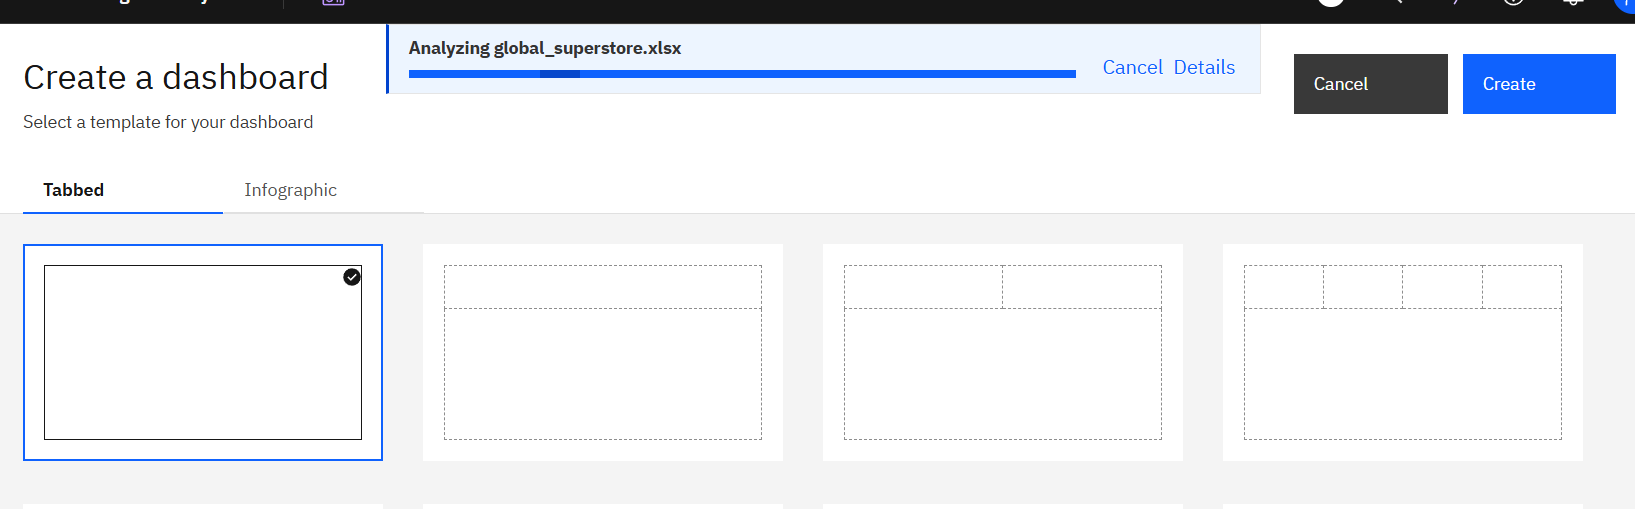 Analyzing global_superstore.xlsx
Cancel Details
Create a dashboard
Select a template for your dashboard
Cancel
Create
Tabbed
Infographic